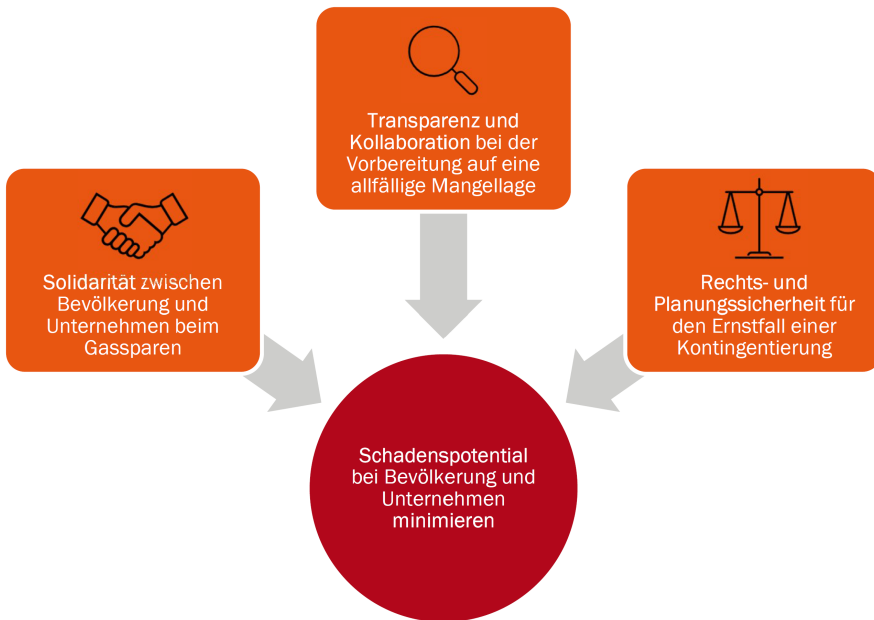 Transparenz und
Kollaboration bei der
Vorbereitung auf eine
allfällige Mangellage
Solidarität zwischen
Bevölkerung und
Unternehmen beim
Gassparen
Rechts- und
Planungssicherheit für
den Ernstfall einer
Kontingentierung
Schadenspotential
bei Bevölkerung und
Unternehmen
minimieren